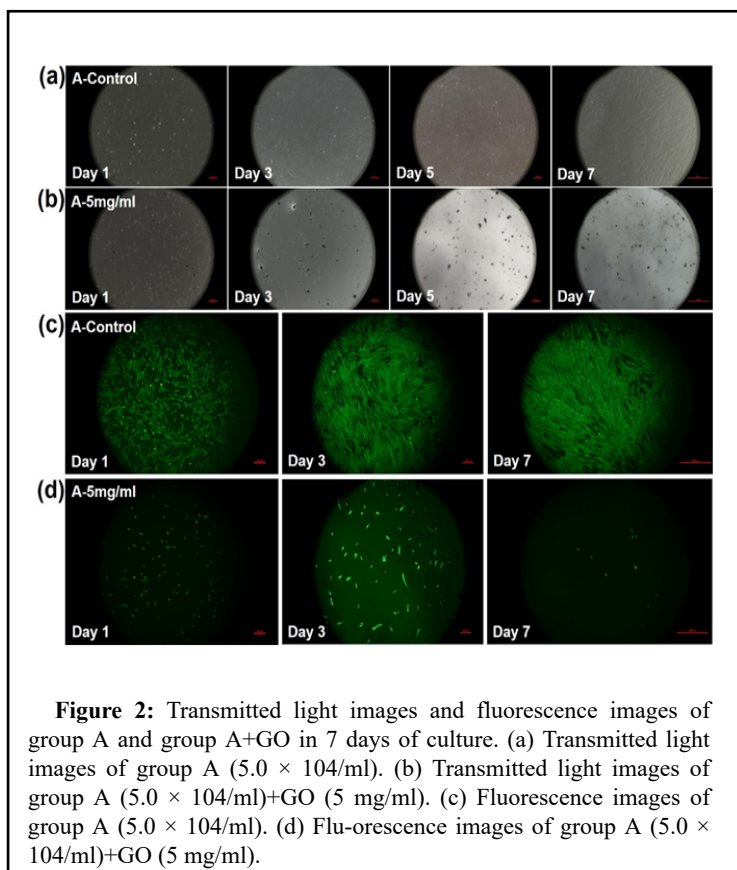 (a) A-Control
Day 1 Day 3 Day 5 Day 7
(b) A-5mg/ml
Day 1 Day 3 Day 5 Day 7
(c) A-Control
Day 1 Day 3 Day 7
(d) A-5mg/ml
Day 1 Day 3 Day 7
Figure 2: Transmitted light images and fluorescence images of
group A and group A+GO in 7 days of culture. (a) Transmitted light
images of group A (5.0 × 104/ml). (b) Transmitted light images of
group A (5.0 × 104/ml)+GO (5 mg/ml). (c) Fluorescence images of
group A (5.0 × 104/ml). (d) Flu-orescence images of group A (5.0 ×
104/ml)+GO (5 mg/ml).